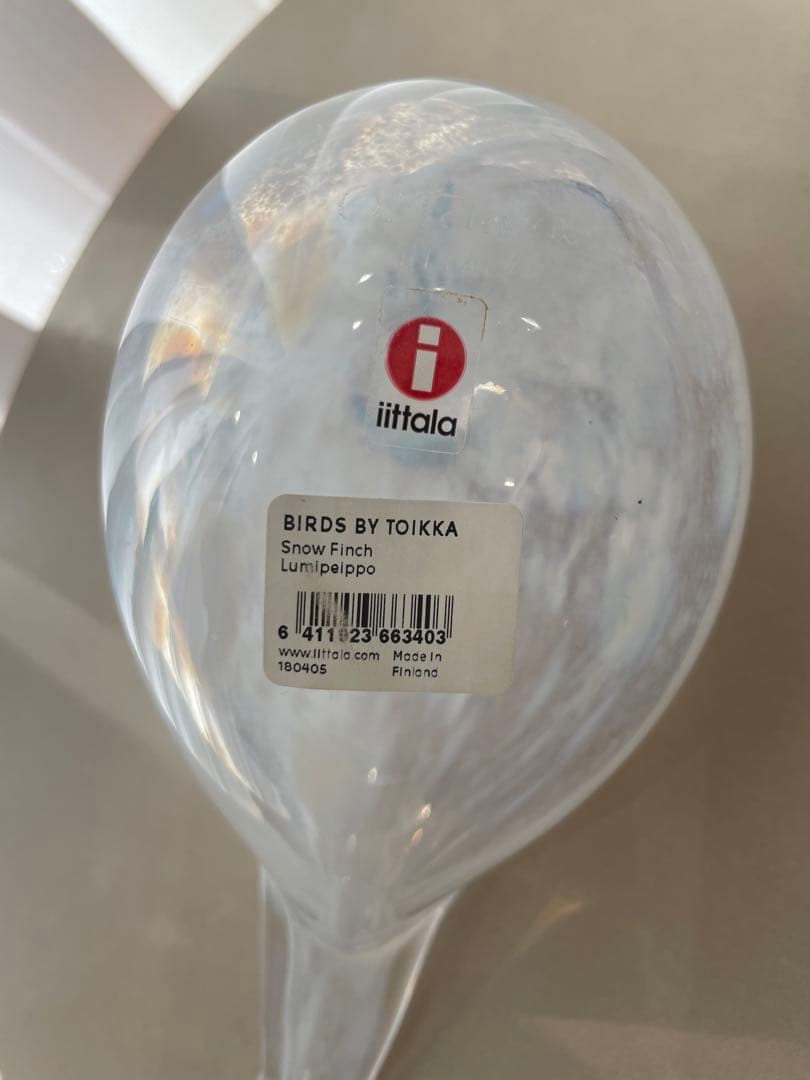 iittala
BIRDS BY TOIKKA
Snow Finch
Lumipeippo
6 411923 663403
www.iittala.com Made in
180405 Finland